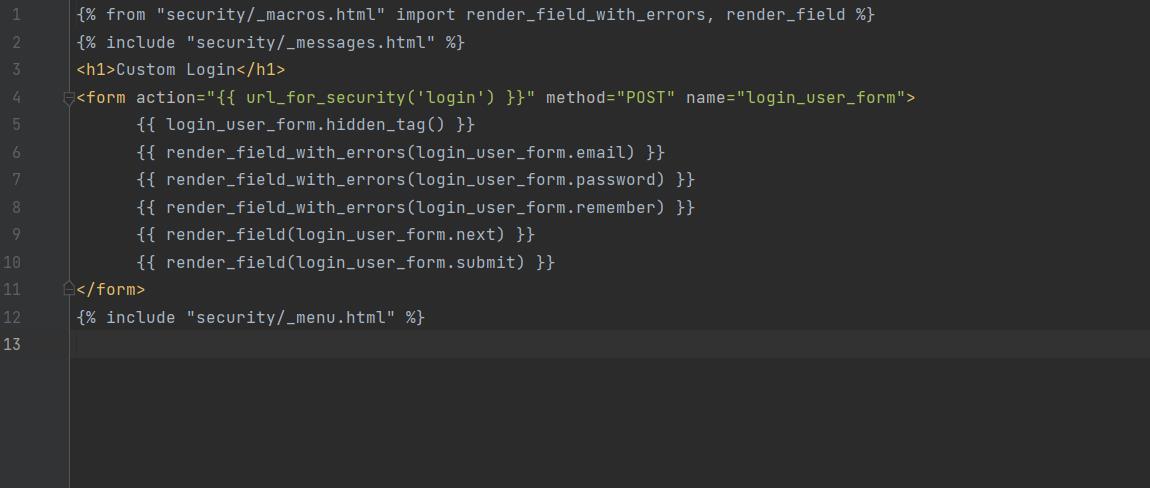 1 {% from "security/_macros.html" import render_field_with_errors, render_field %}
2 {% include "security/_messages.html" %}
3 <h1>Custom Login</h1>
4 <form action="{{ url_for_security('login') }}" method="POST" name="login_user_form">
5 {{ login_user_form.hidden_tag() }}
6 {{ render_field_with_errors(login_user_form.email) }}
7 {{ render_field_with_errors(login_user_form.password) }}
8 {{ render_field_with_errors(login_user_form.remember) }}
9 {{ render_field(login_user_form.next) }}
10 {{ render_field(login_user_form.submit) }}
11 </form>
12 {% include "security/_menu.html" %}
13